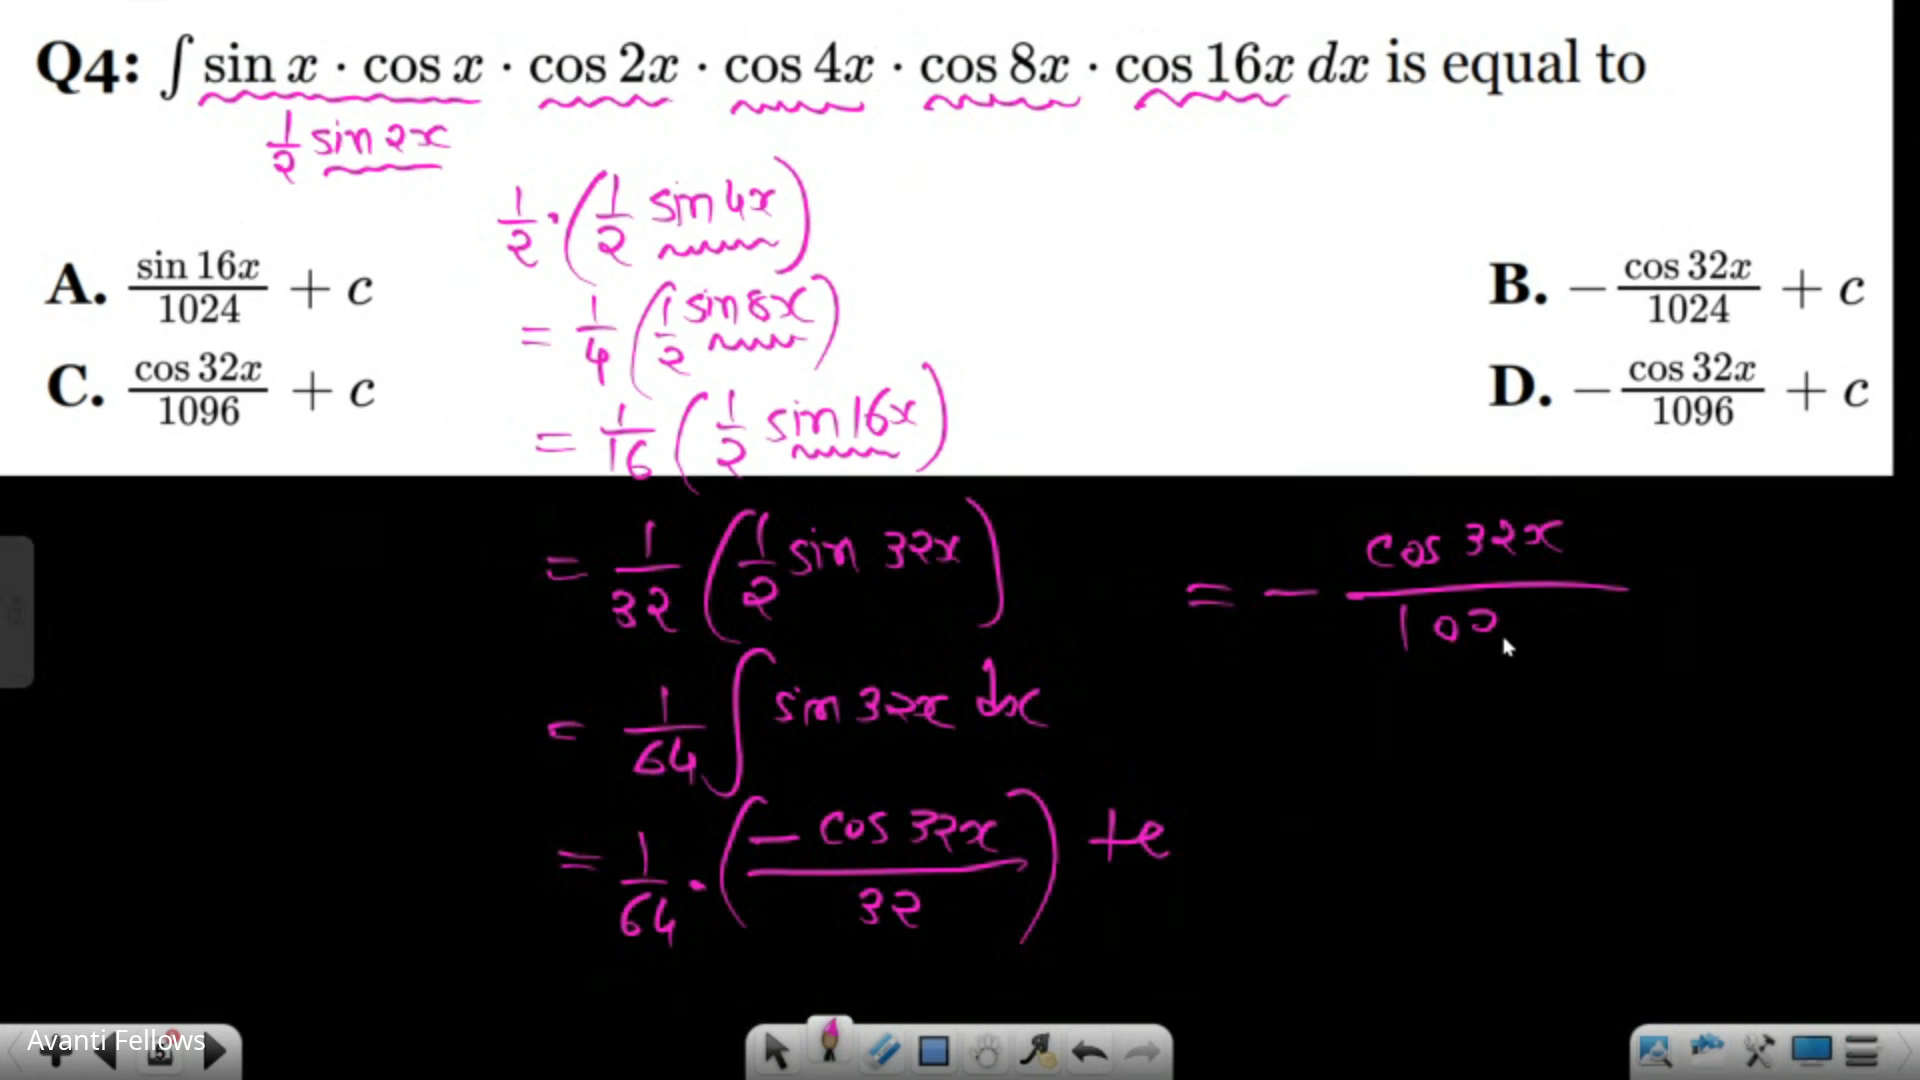 Q4: ∫ sin x · cos x · cos 2x · cos 4x · cos 8x · cos 16x dx is equal to
1/2 sin 2x
1/2 · (1/2 sin 4x)
A. sin 16x/1024 + c
B. − cos 32x/1024 + c
= 1/4 (1/2 sin 8x)
C. cos 32x/1096 + c
D. − cos 32x/1096 + c
= 1/16 (1/2 sin 16x)
= 1/32 (1/2 sin 32x)
= − cos 32x/10
= 1/64 ∫ sin 32x dx
= 1/64 · (− cos 32x/32) + c
Avanti Fellows